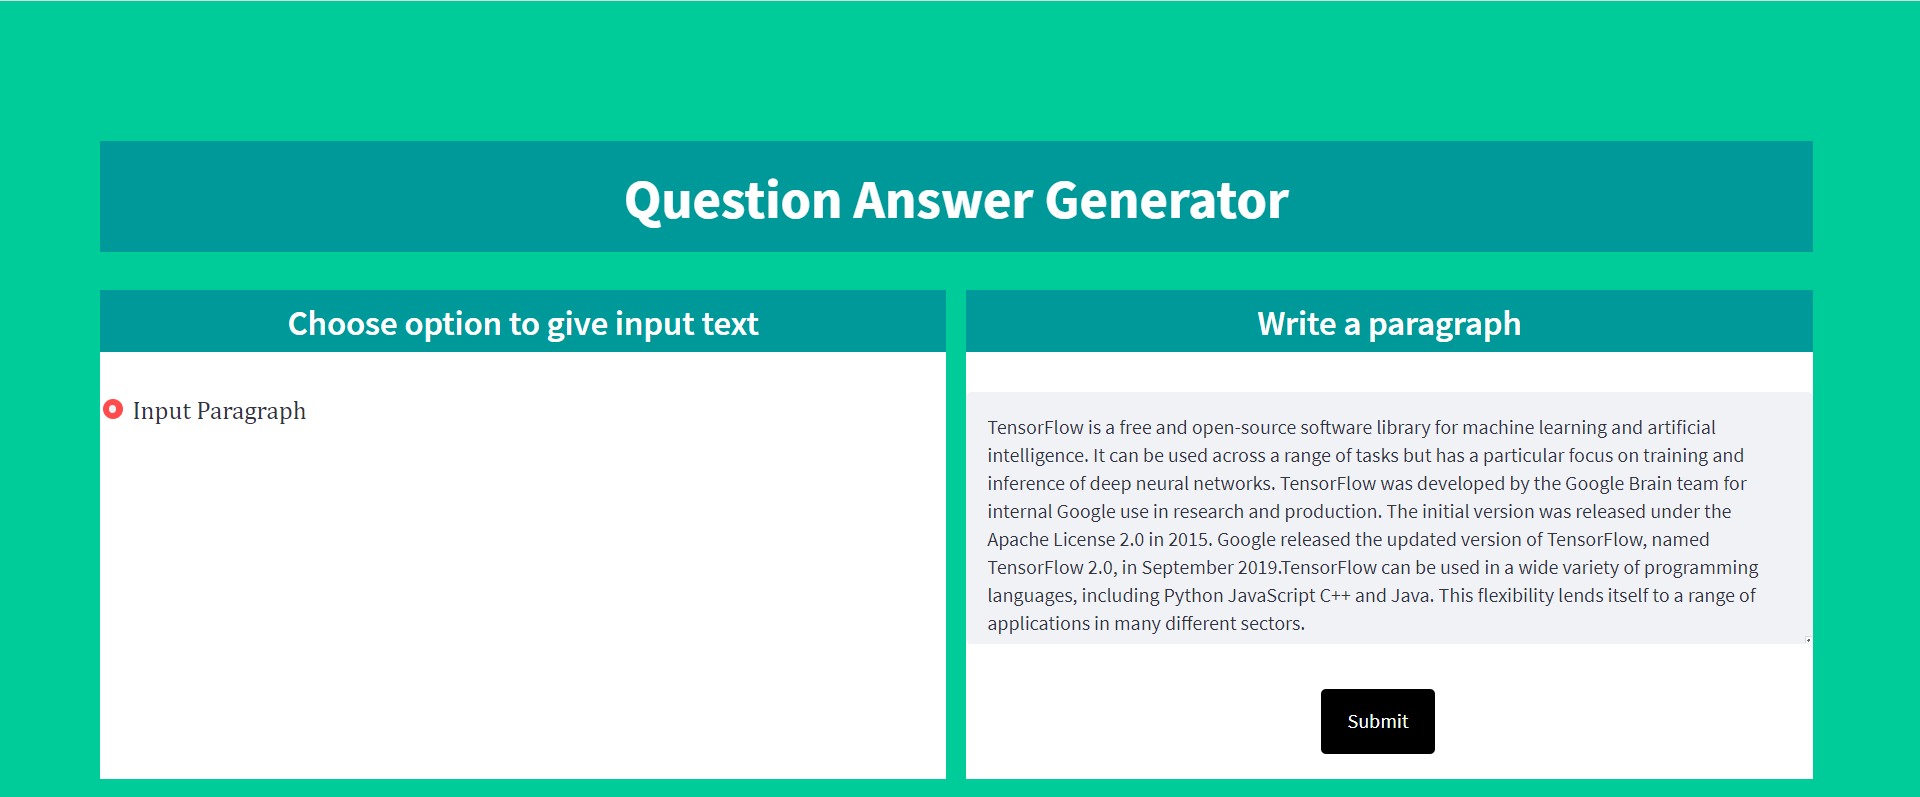 Question Answer Generator
Choose option to give input text
Input Paragraph
Write a paragraph
TensorFlow is a free and open-source software library for machine learning and artificial
intelligence. It can be used across a range of tasks but has a particular focus on training and
inference of deep neural networks. TensorFlow was developed by the Google Brain team for
internal Google use in research and production. The initial version was released under the
Apache License 2.0 in 2015. Google released the updated version of TensorFlow, named
TensorFlow 2.0, in September 2019.TensorFlow can be used in a wide variety of programming
languages, including Python JavaScript C++ and Java. This flexibility lends itself to a range of
applications in many different sectors.
Submit